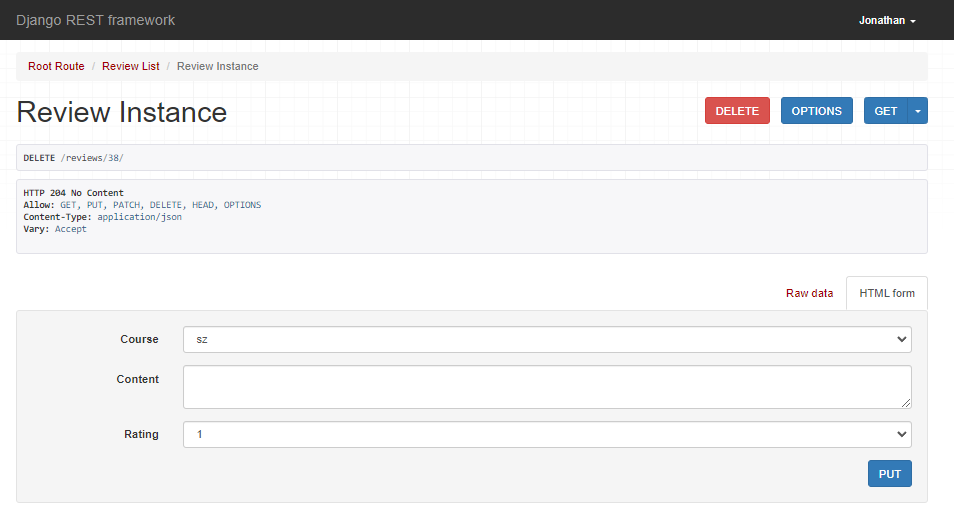 Django REST framework
Jonathan
Root Route / Review List / Review Instance
Review Instance
DELETE OPTIONS GET
DELETE /reviews/38/
HTTP 204 No Content
Allow: GET, PUT, PATCH, DELETE, HEAD, OPTIONS
Content-Type: application/json
Vary: Accept
Raw data HTML form
Course sz
Content
Rating 1
PUT